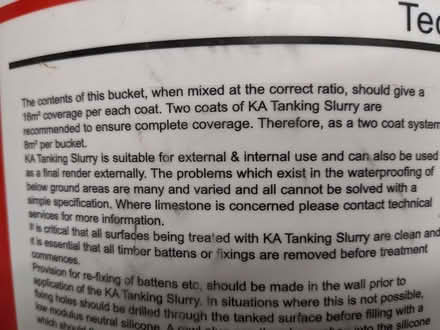 Tec
The contents of this bucket, when mixed at the correct ratio, should give a
16m² coverage per each coat. Two coats of KA Tanking Slurry are
recommended to ensure complete coverage. Therefore, as a two coat system
8m² per bucket.
KA Tanking Slurry is suitable for external & internal use and can also be used
as a final render externally. The problems which exist in the waterproofing of
below ground areas are many and varied and all cannot be solved with a
simple specification. Where limestone is concerned please contact technical
services for more information.
It is critical that all surfaces being treated with KA Tanking Slurry are clean and
it is essential that all timber battens or fixings are removed before treatment
commences.
Provision for re-fixing of battens etc, should be made in the wall prior to
application of the KA Tanking Slurry. In situations where this is not possible,
fixing holes should be drilled through the tanked surface before filling with a
low modulus neutral silicone. A into the silicone
which should